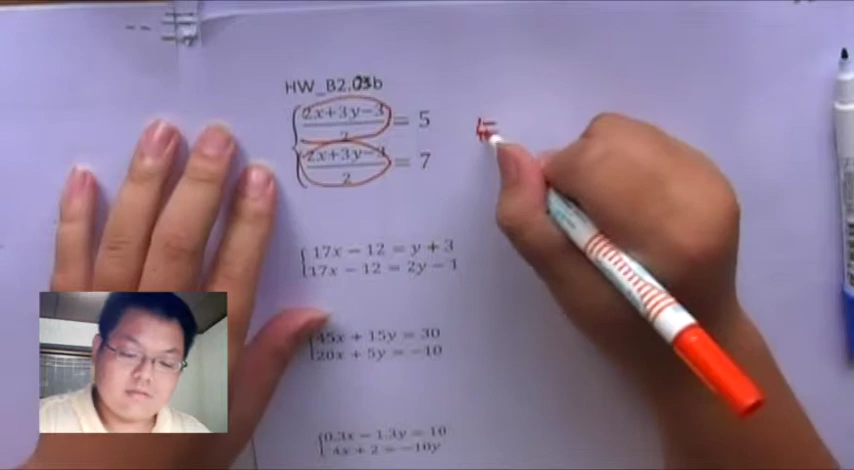 HW_B2.03b
2x+3y−3
—— = 5
2
2x+3y−3
—— = 7
2
17x − 12 = y + 3
17x − 12 = 2y − 1
45x + 15y = 30
20x + 5y = −10
0.3x − 1.3y = 10
4x + 2 = −10y